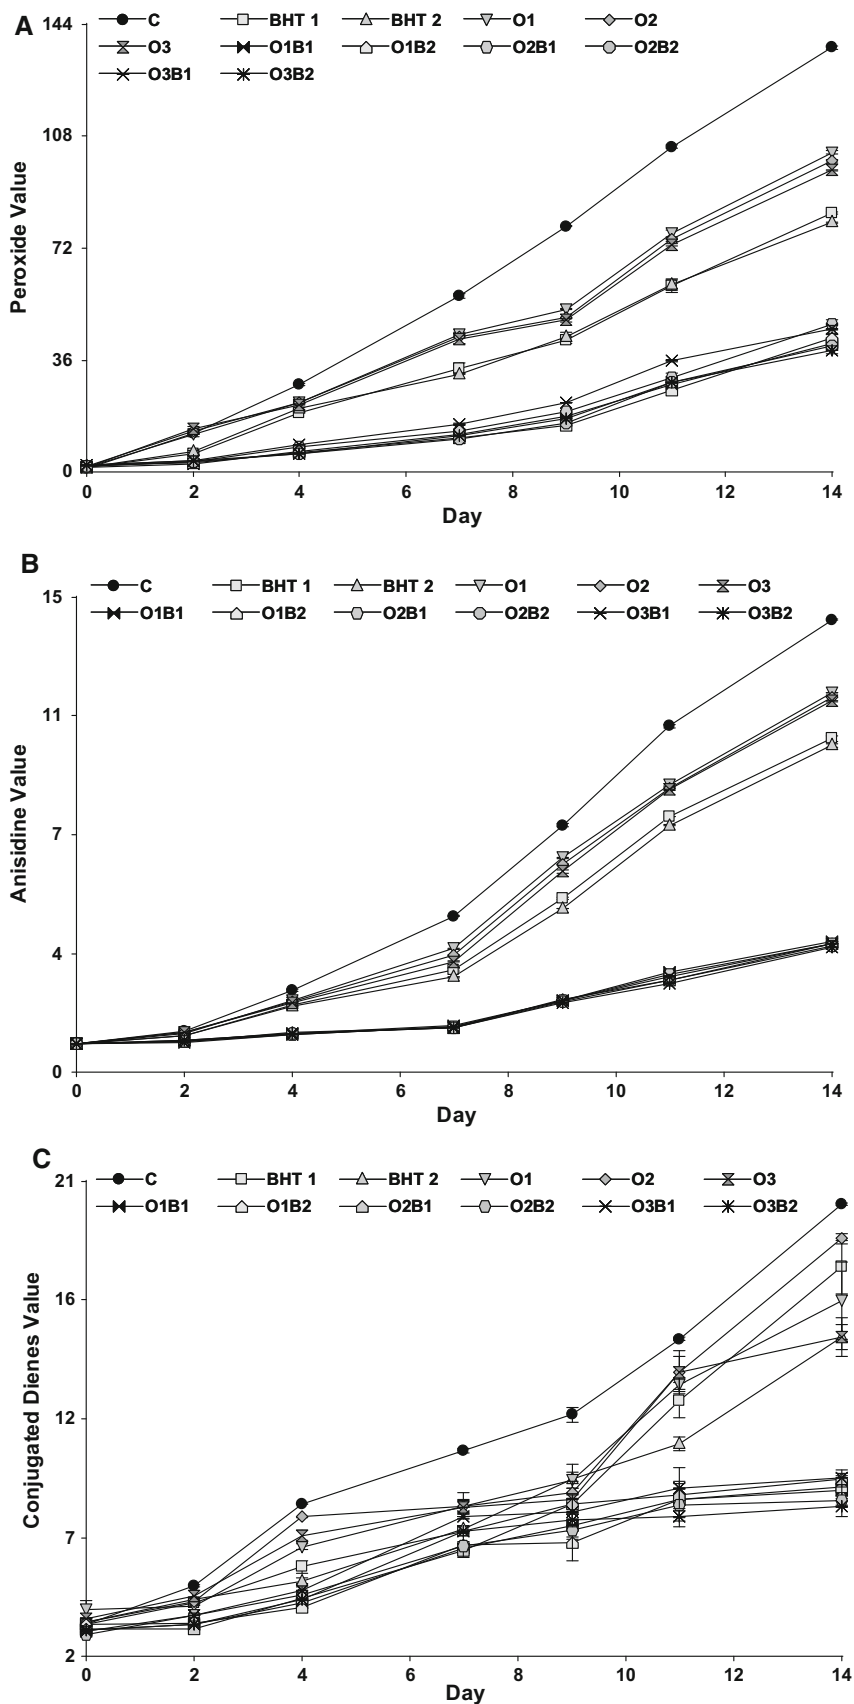 A
C BHT 1 BHT 2 O1 O2
O3 O1B1 O1B2 O2B1 O2B2
O3B1 O3B2
144
108
72
36
0
Peroxide Value
0 2 4 6 8 10 12 14
Day
B
C BHT 1 BHT 2 O1 O2 O3
O1B1 O1B2 O2B1 O2B2 O3B1 O3B2
15
11
7
4
0
Anisidine Value
0 2 4 6 8 10 12 14
Day
C
C BHT 1 BHT 2 O1 O2 O3
O1B1 O1B2 O2B1 O2B2 O3B1 O3B2
21
16
12
7
2
Conjugated Dienes Value
0 2 4 6 8 10 12 14
Day